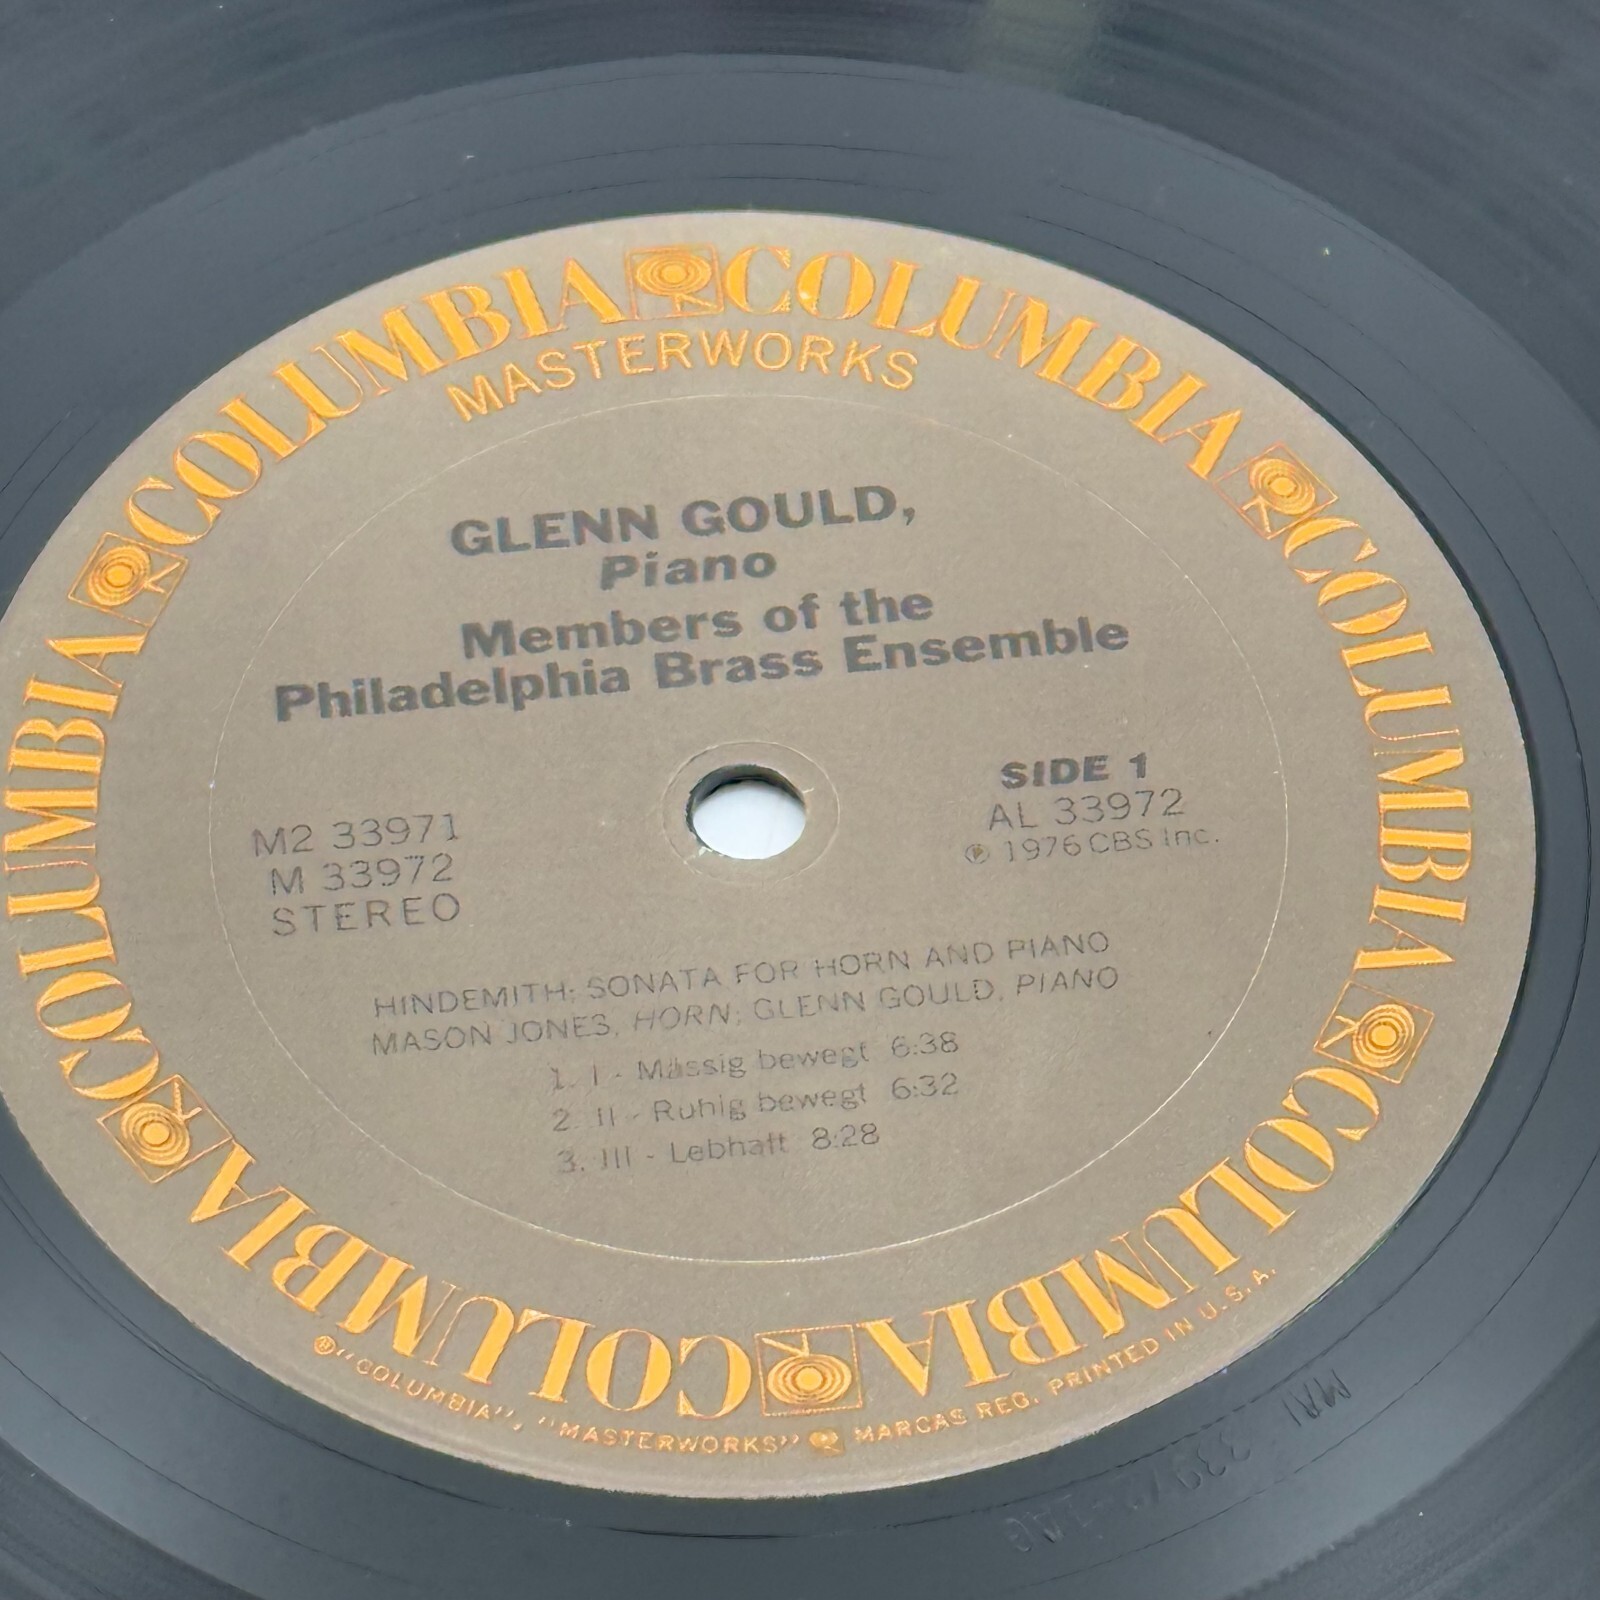 COLUMBIA COLUMBIA COLUMBIA COLUMBIA COLUMBIA COLUMBIA
MASTERWORKS
GLENN GOULD,
Piano
Members of the
Philadelphia Brass Ensemble
SIDE 1
AL 33972
℗ 1976 CBS Inc.
M2 33971
M 33972
STEREO
HINDEMITH: SONATA FOR HORN AND PIANO
MASON JONES, HORN; GLENN GOULD, PIANO
1. I - Mässig bewegt 6:38
2. II - Ruhig bewegt 6:32
3. III - Lebhaft 8:28
®"COLUMBIA", "MASTERWORKS" MARCAS REG. PRINTED IN U.S.A.